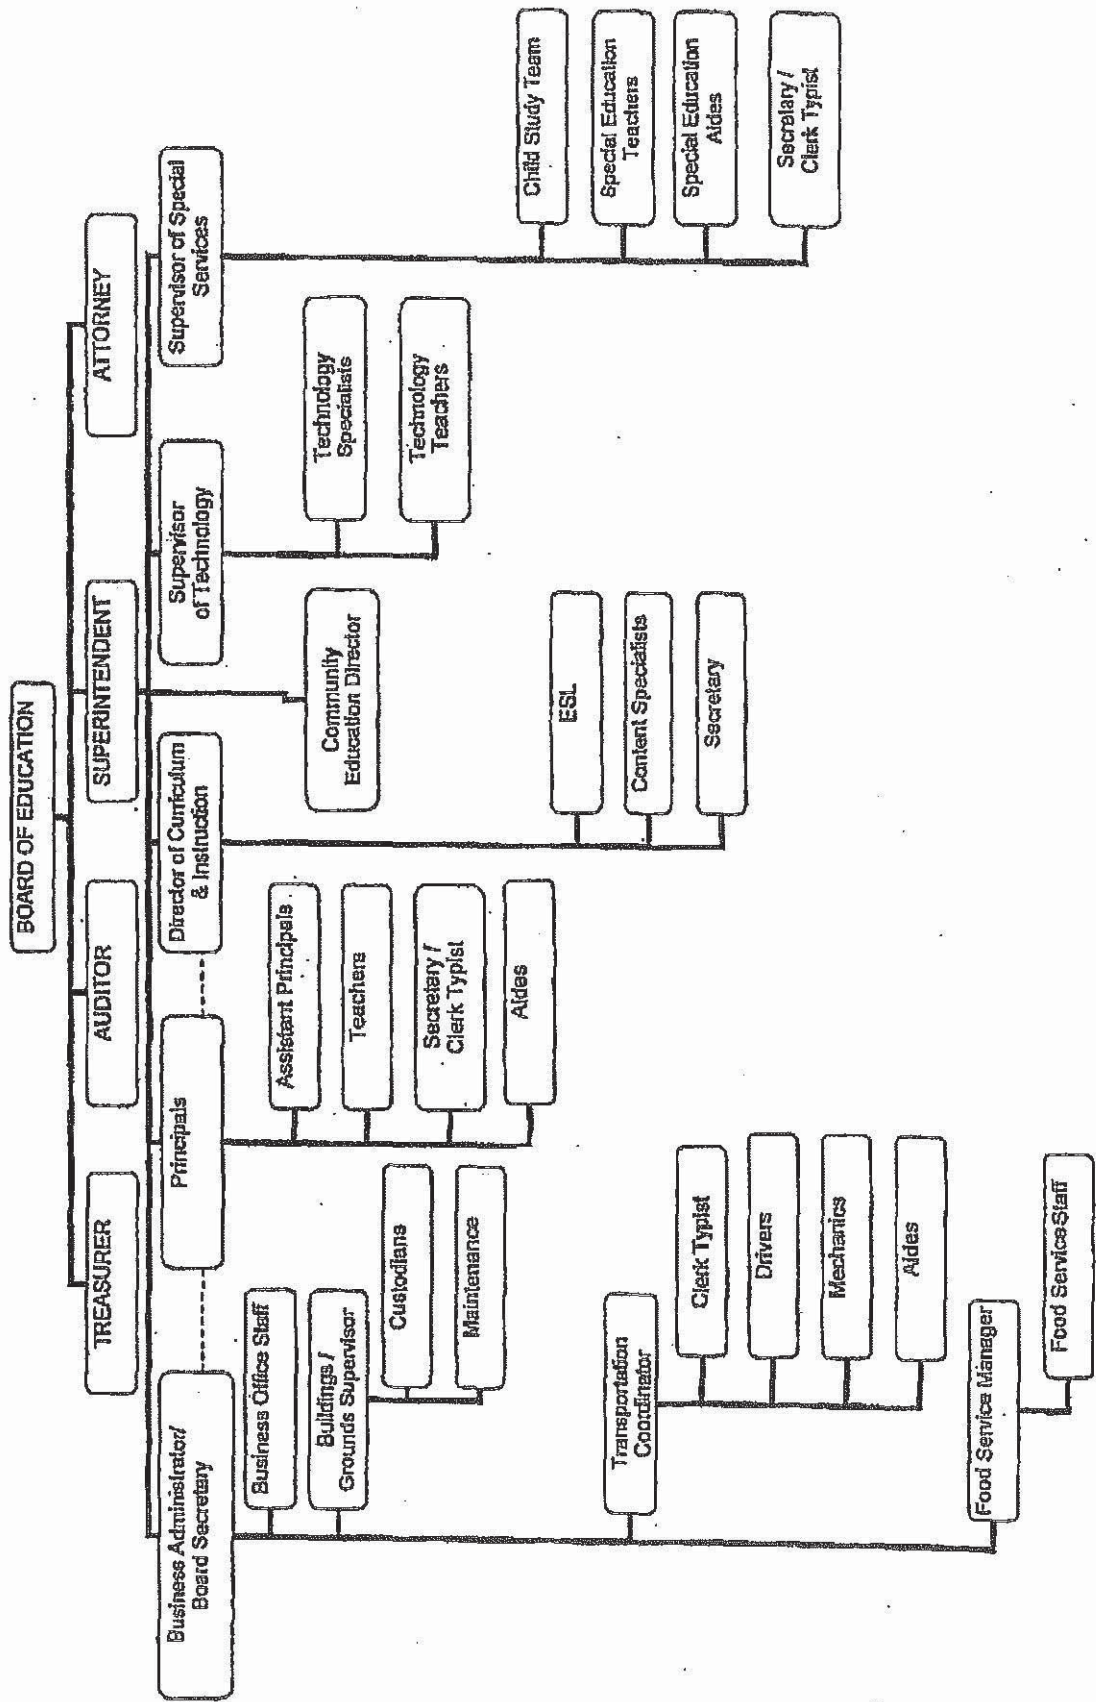 BOARD OF EDUCATION
TREASURER
AUDITOR
SUPERINTENDENT
ATTORNEY
Business Administrator/
Board Secretary
Principals
Director of Curriculum
& Instruction
Supervisor
of Technology
Supervisor of Special
Services
Business Office Staff
Buildings /
Grounds Supervisor
Custodians
Maintenance
Transportation
Coordinator
Clerk Typist
Drivers
Mechanics
Aides
Food Service Manager
Food Service Staff
Assistant Principals
Teachers
Secretary /
Clerk Typist
Aides
ESL
Content Specialists
Secretary
Community
Education Director
Technology
Specialists
Technology
Teachers
Child Study Team
Special Education
Teachers
Special Education
Aides
Secretary /
Clerk Typist